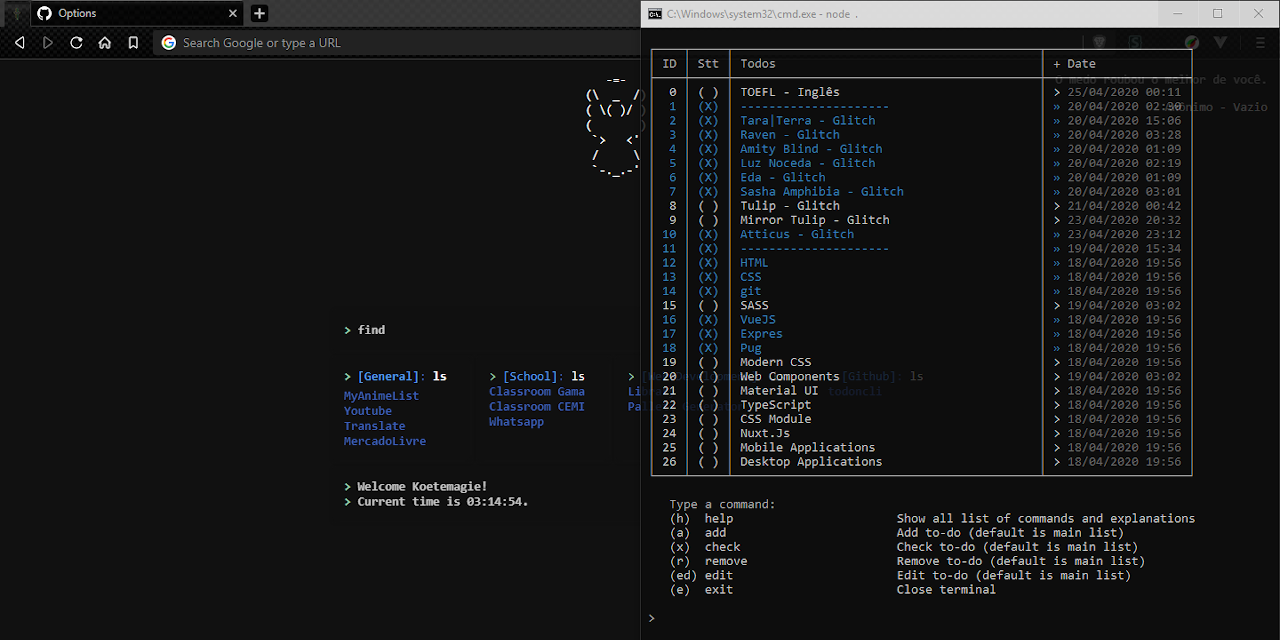 Options
Search Google or type a URL
> find
> [General]: ls
MyAnimeList
Youtube
Translate
MercadoLivre
> [School]: ls
Classroom Gama
Classroom CEMI
Whatsapp
> Welcome Koetemagie!
> Current time is 03:14:54.
C:\Windows\system32\cmd.exe - node .
O medo roubou o melhor de você.
- Vazio
ID Stt Todos + Date
0 ( ) TOEFL - Inglês > 25/04/2020 00:11
1 (X) --------------------- » 20/04/2020 02:30
2 (X) Tara|Terra - Glitch » 20/04/2020 15:06
3 (X) Raven - Glitch » 20/04/2020 03:28
4 (X) Amity Blind - Glitch » 20/04/2020 01:09
5 (X) Luz Noceda - Glitch » 20/04/2020 02:19
6 (X) Eda - Glitch » 20/04/2020 01:09
7 (X) Sasha Amphibia - Glitch » 20/04/2020 03:01
8 ( ) Tulip - Glitch > 21/04/2020 00:42
9 ( ) Mirror Tulip - Glitch > 23/04/2020 20:32
10 (X) Atticus - Glitch » 23/04/2020 23:12
11 (X) --------------------- » 19/04/2020 15:34
12 (X) HTML » 18/04/2020 19:56
13 (X) CSS » 18/04/2020 19:56
14 (X) git » 18/04/2020 19:56
15 ( ) SASS > 19/04/2020 03:02
16 (X) VueJS » 18/04/2020 19:56
17 (X) Expres » 18/04/2020 19:56
18 (X) Pug » 18/04/2020 19:56
19 ( ) Modern CSS > 18/04/2020 19:56
20 ( ) Web Components > 19/04/2020 03:02
21 ( ) Material UI > 18/04/2020 19:56
22 ( ) TypeScript > 18/04/2020 19:56
23 ( ) CSS Module > 18/04/2020 19:56
24 ( ) Nuxt.Js > 18/04/2020 19:56
25 ( ) Mobile Applications > 18/04/2020 19:56
26 ( ) Desktop Applications > 18/04/2020 19:56
[Github]: ls
todoncli
Type a command:
(h) help Show all list of commands and explanations
(a) add Add to-do (default is main list)
(x) check Check to-do (default is main list)
(r) remove Remove to-do (default is main list)
(ed) edit Edit to-do (default is main list)
(e) exit Close terminal
>